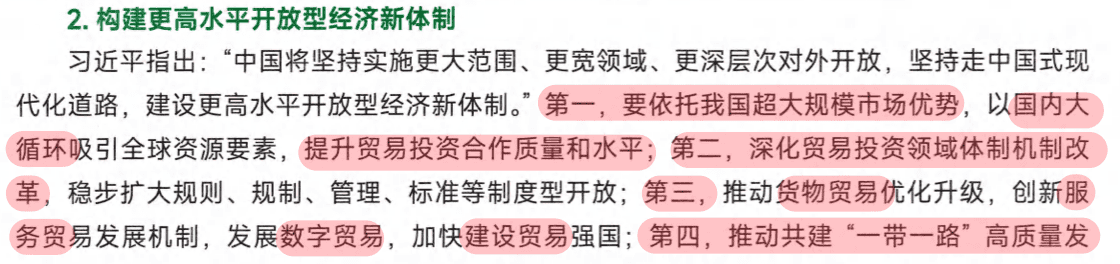 2. 构建更高水平开放型经济新体制
习近平指出：“中国将坚持实施更大范围、更宽领域、更深层次对外开放，坚持走中国式现
代化道路，建设更高水平开放型经济新体制。”第一，要依托我国超大规模市场优势，以国内大
循环吸引全球资源要素，提升贸易投资合作质量和水平；第二，深化贸易投资领域体制机制改
革，稳步扩大规则、规制、管理、标准等制度型开放；第三，推动货物贸易优化升级，创新服
务贸易发展机制，发展数字贸易，加快建设贸易强国；第四，推动共建“一带一路”高质量发